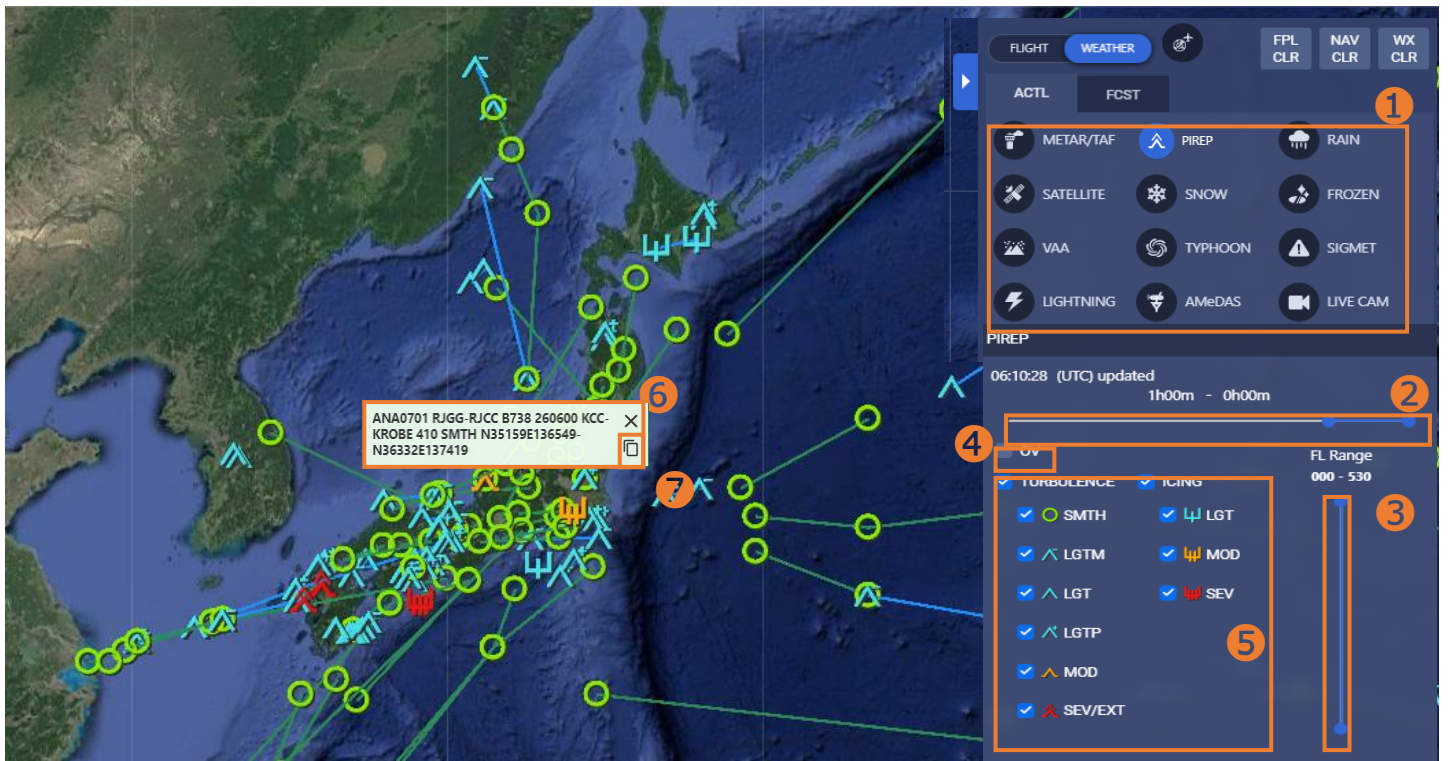 FLIGHT WEATHER
FPL CLR
NAV CLR
WX CLR
ACTL FCST
1
METAR/TAF PIREP RAIN
SATELLITE SNOW FROZEN
VAA TYPHOON SIGMET
LIGHTNING AMeDAS LIVE CAM
PIREP
06:10:28 (UTC) updated
1h00m - 0h00m
2
4
UV
FL Range
000 - 530
3
TURBULENCE ICING
SMTH LGT
LGTM MOD
LGT SEV
LGTP
MOD
SEV/EXT
5
6
ANA0701 RJGG-RJCC B738 260600 KCC-
KROBE 410 SMTH N35159E136549-
N36332E137419
7